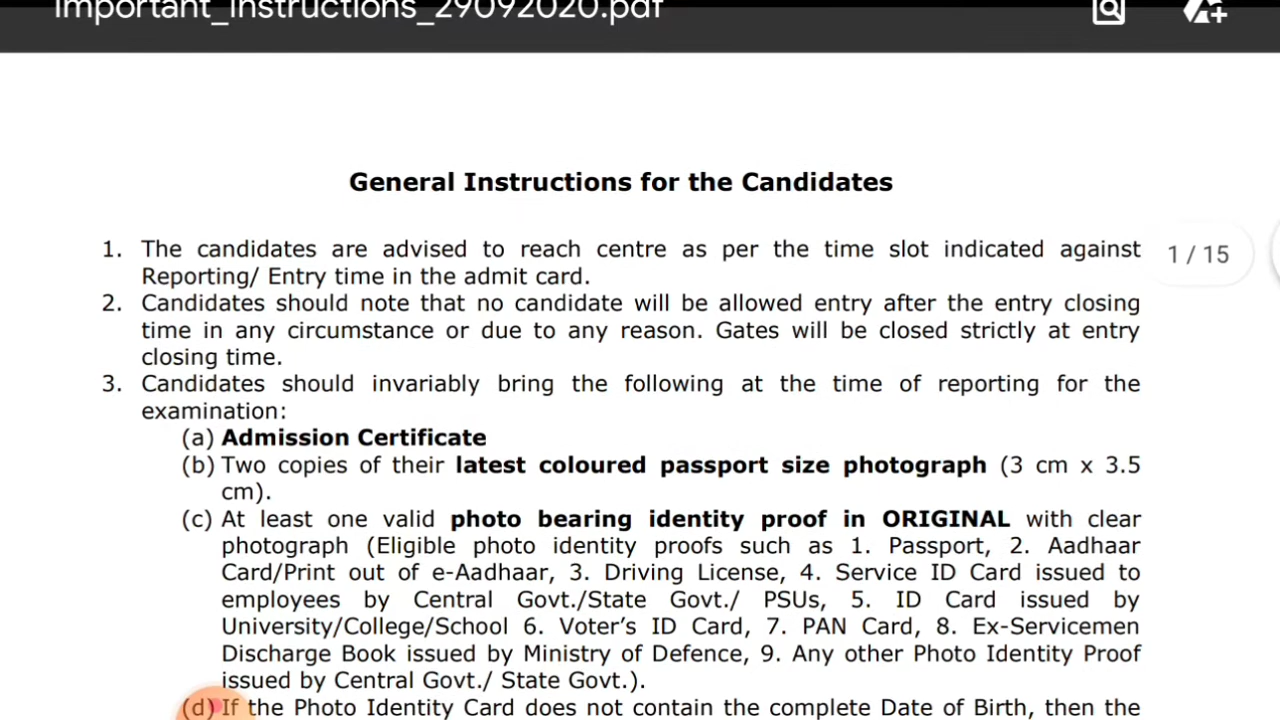 Important_Instructions_29092020.pdf
General Instructions for the Candidates
1. The candidates are advised to reach centre as per the time slot indicated against
1 / 15
Reporting/ Entry time in the admit card.
2. Candidates should note that no candidate will be allowed entry after the entry closing
time in any circumstance or due to any reason. Gates will be closed strictly at entry
closing time.
3. Candidates should invariably bring the following at the time of reporting for the
examination:
(a) Admission Certificate
(b) Two copies of their latest coloured passport size photograph (3 cm x 3.5
cm).
(c) At least one valid photo bearing identity proof in ORIGINAL with clear
photograph (Eligible photo identity proofs such as 1. Passport, 2. Aadhaar
Card/Print out of e-Aadhaar, 3. Driving License, 4. Service ID Card issued to
employees by Central Govt./State Govt./ PSUs, 5. ID Card issued by
University/College/School 6. Voter's ID Card, 7. PAN Card, 8. Ex-Servicemen
Discharge Book issued by Ministry of Defence, 9. Any other Photo Identity Proof
issued by Central Govt./ State Govt.).
(d) If the Photo Identity Card does not contain the complete Date of Birth, then the